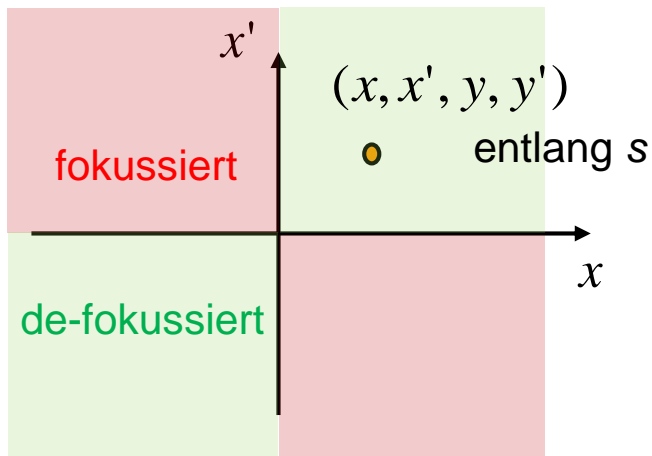 x'
(x, x', y, y')
entlang s
fokussiert
x
de-fokussiert